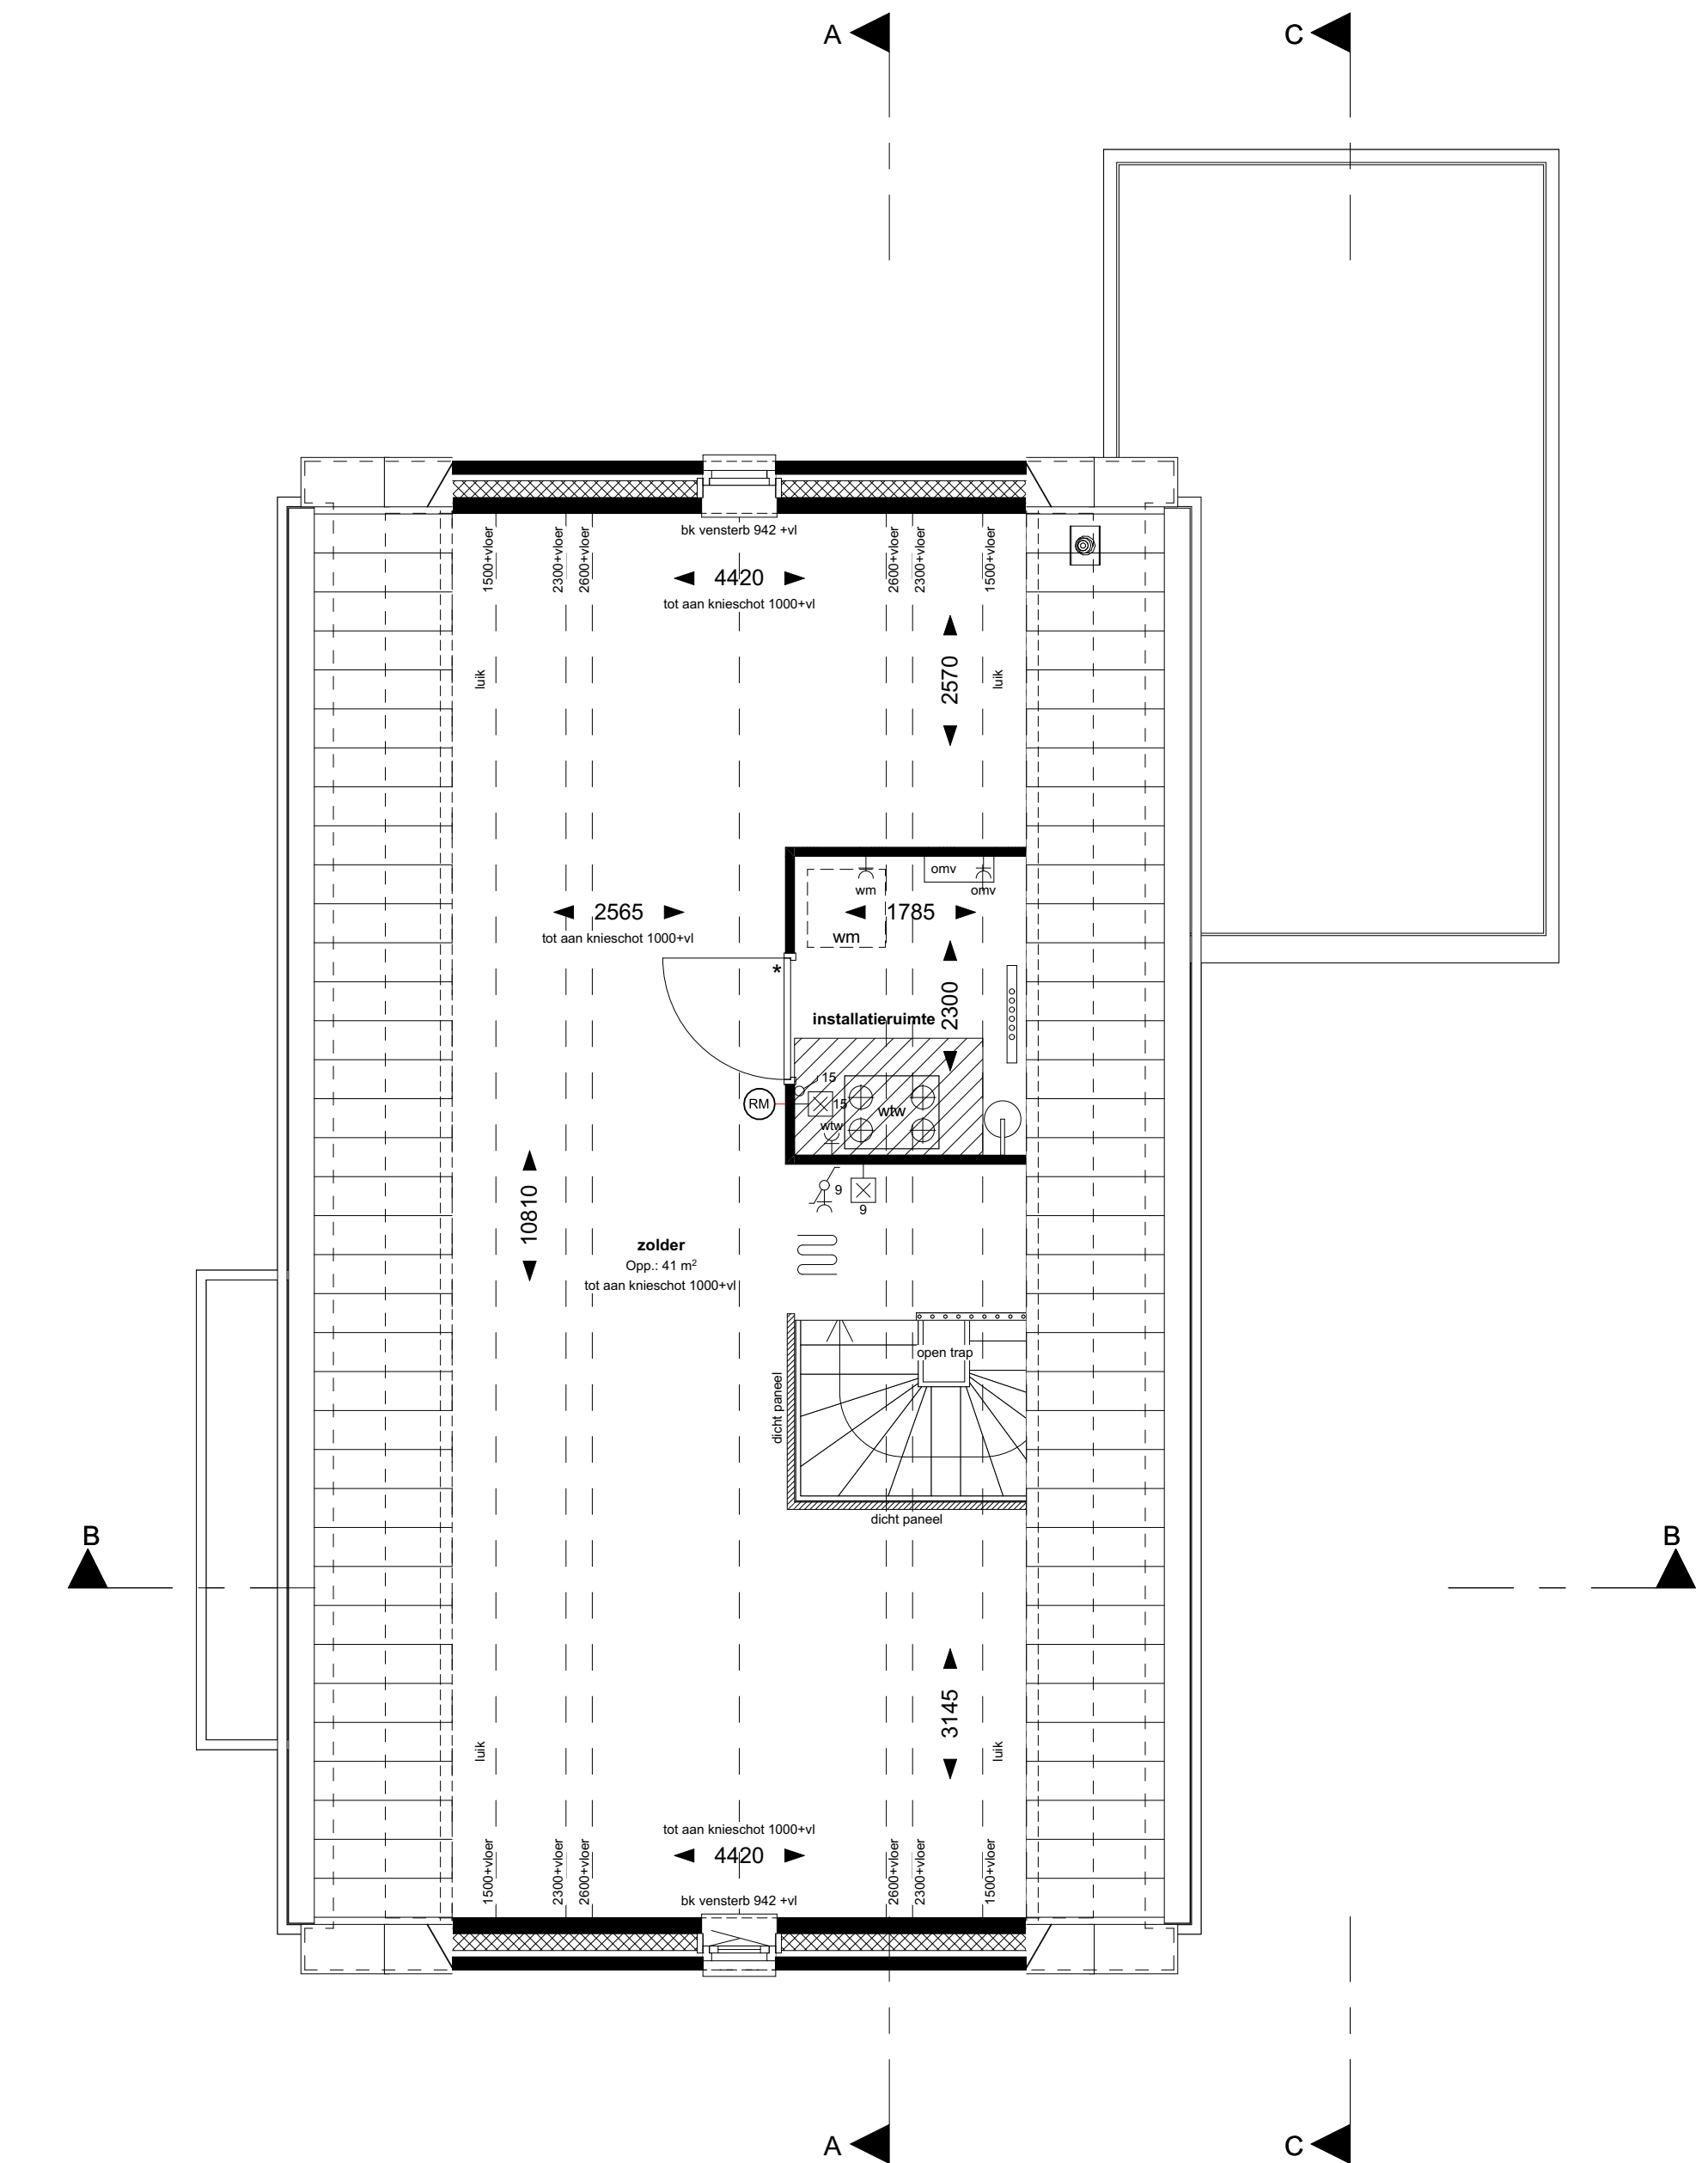 A
C
bk vensterb 942 +vl
1500+vloer
2300+vloer
2600+vloer
2600+vloer
2300+vloer
1500+vloer
4420
tot aan knieschot 1000+vl
2570
luik
luik
omv
wm
omv
2565
1785
tot aan knieschot 1000+vl
wm
*
2300
installatieruimte
15
RM
15
wtw
wtw
9
9
10810
zolder
Opp.: 41 m²
tot aan knieschot 1000+vl
open trap
dicht paneel
dicht paneel
B
B
3145
luik
luik
tot aan knieschot 1000+vl
4420
1500+vloer
2300+vloer
2600+vloer
2600+vloer
2300+vloer
1500+vloer
bk vensterb 942 +vl
A
C